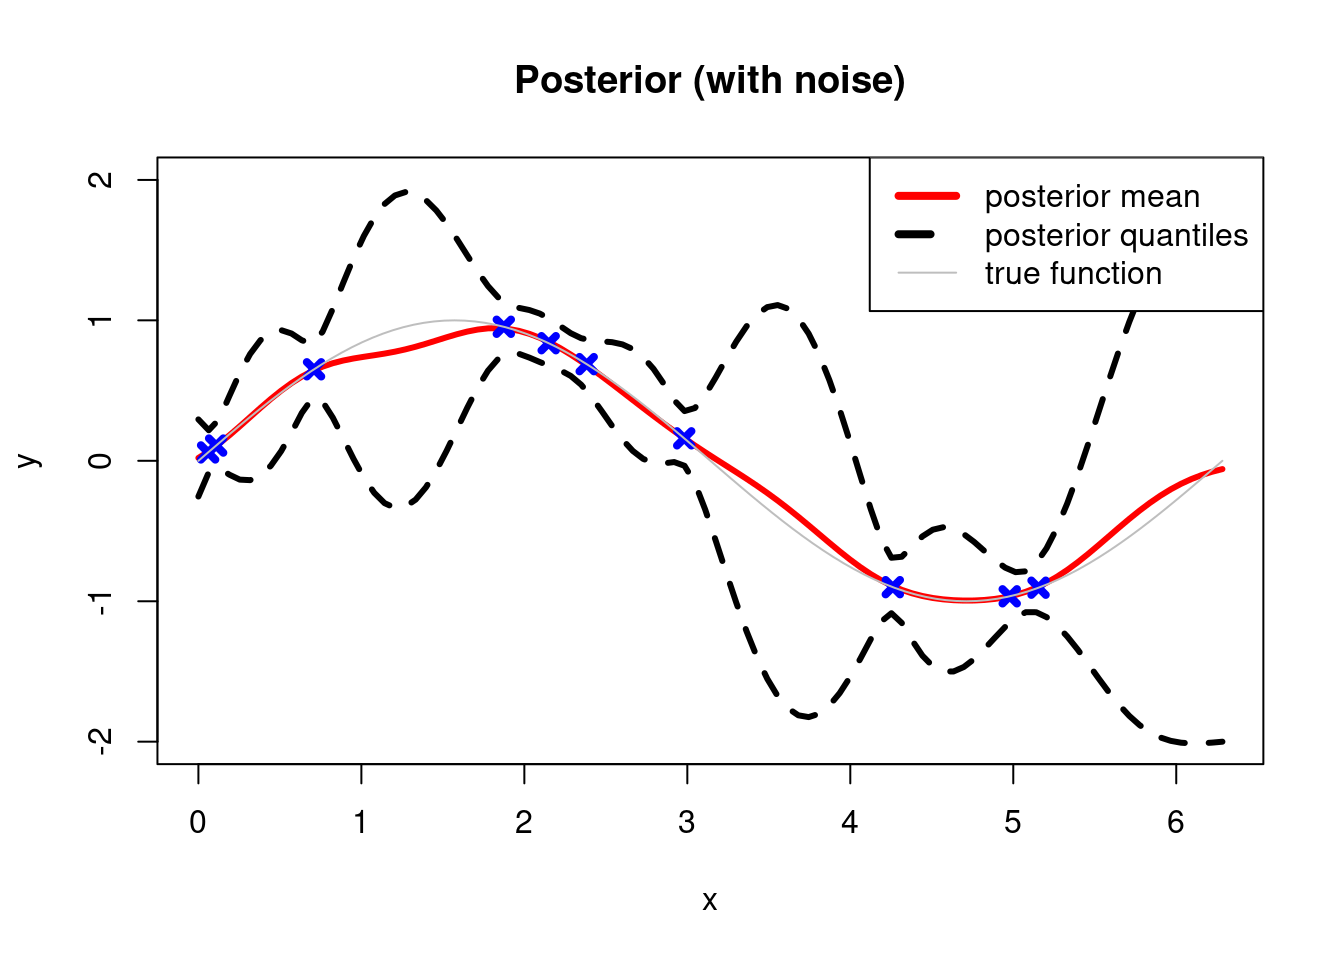 Posterior (with noise)
posterior mean
posterior quantiles
true function
y
2
1
0
-1
-2
0 1 2 3 4 5 6
x